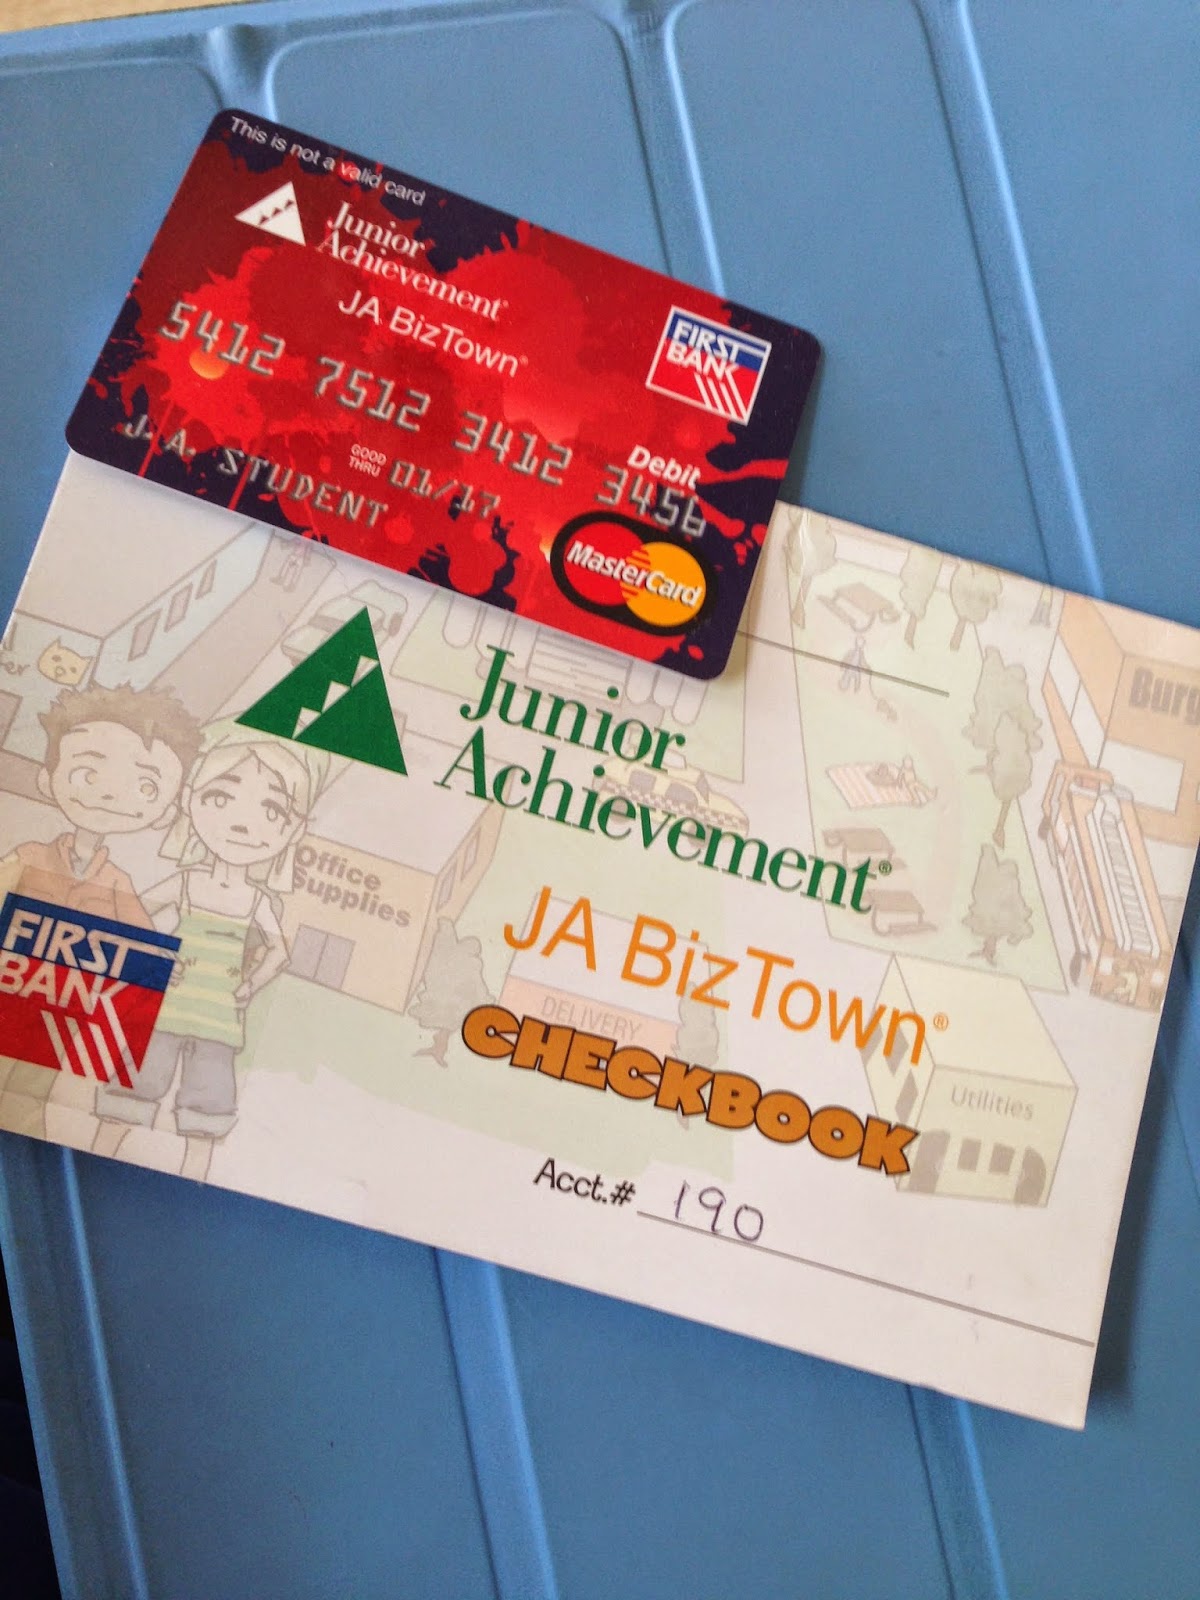 This is not a valid card
Junior
Achievement®
JA BizTown®
FIRST
BANK
5412 7512 3412 3456
Debit
GOOD
THRU 01/17
J. A. STUDENT
MasterCard
Junior
Achievement®
JA BizTown®
CHECKBOOK
Acct.# 190
FIRST
BANK
Office
Supplies
DELIVERY
Utilities
Burg